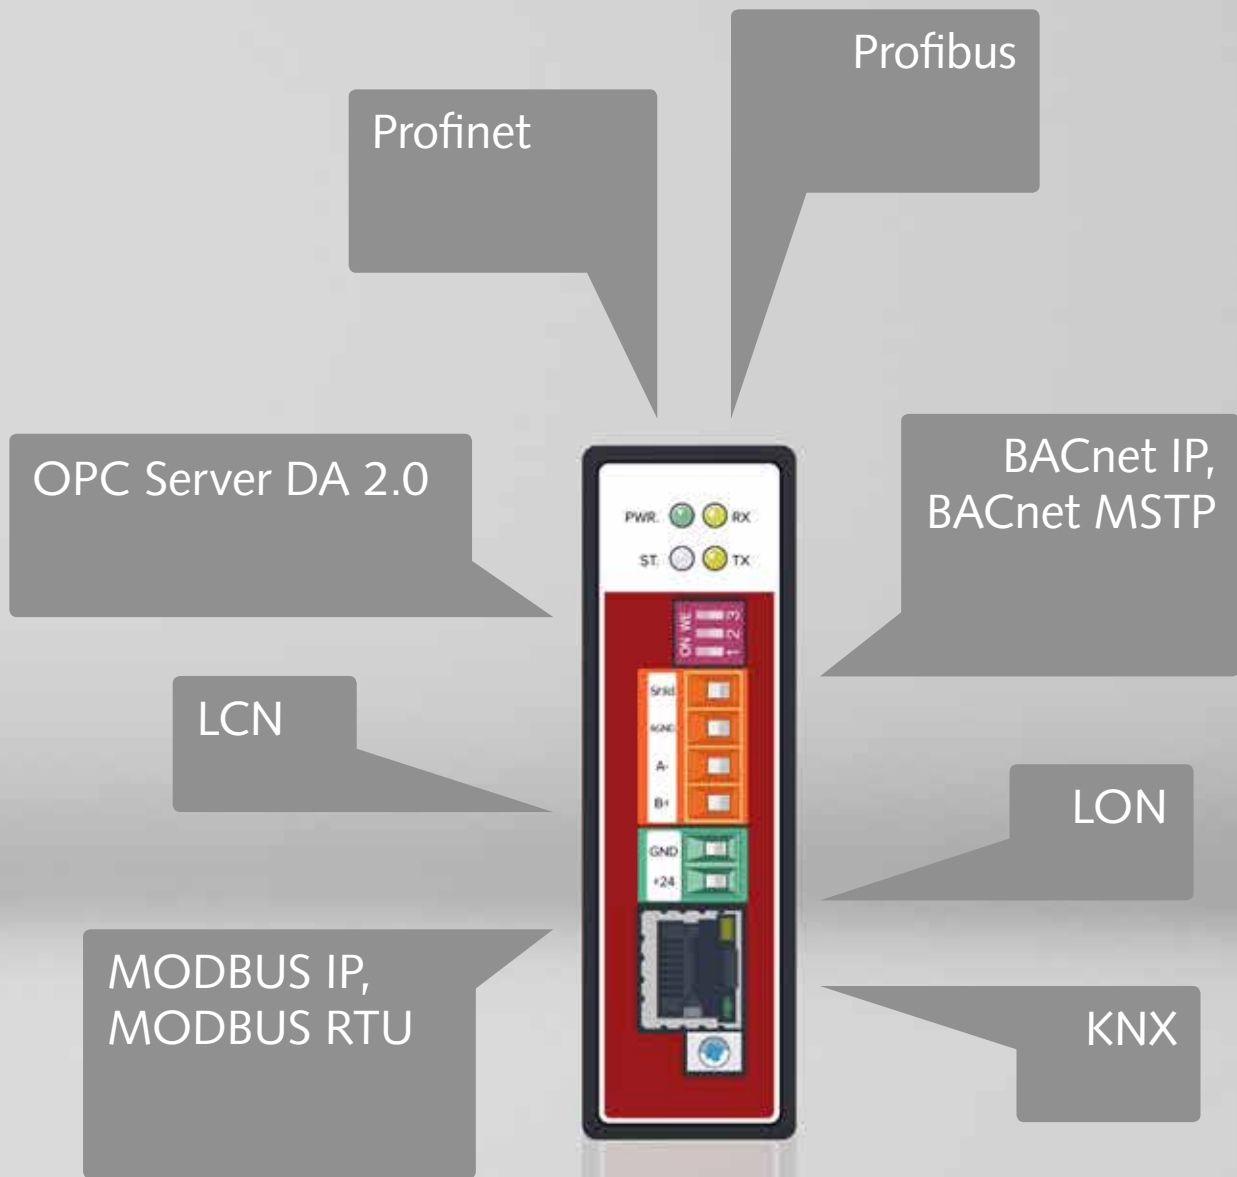 Profibus
Profinet
OPC Server DA 2.0
BACnet IP,
BACnet MSTP
LCN
LON
MODBUS IP,
MODBUS RTU
KNX
PWR. RX
ST. TX
ON WE
1 2 3
A-
B+
GND
+24